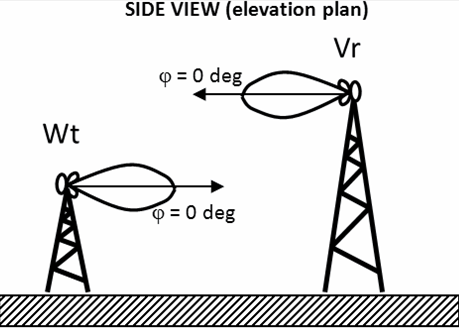 SIDE VIEW (elevation plan)
Vr
φ = 0 deg
Wt
φ = 0 deg